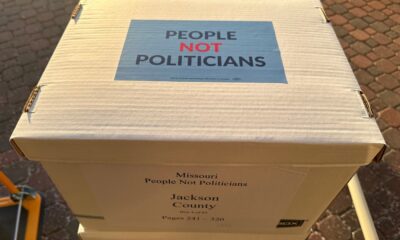 PEOPLE
NOT
POLITICIANS
Missouri
People Not Politicians
Jackson
County
Pages 241 - 320